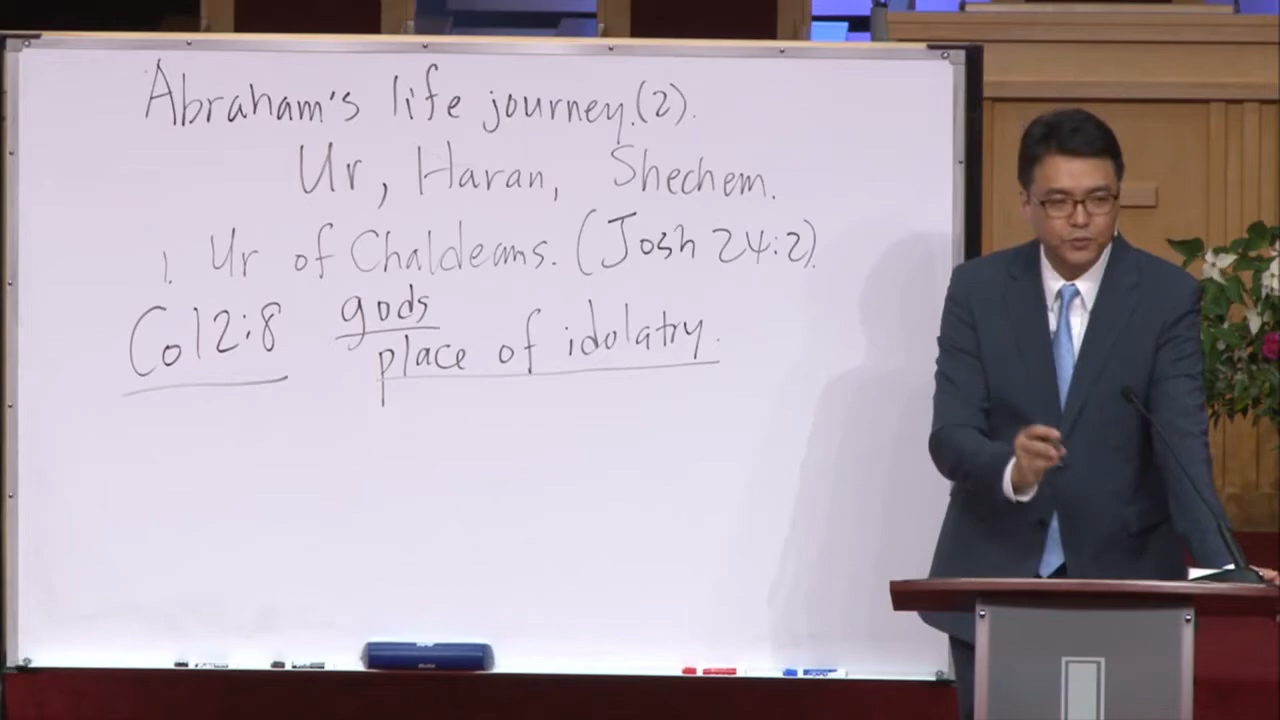 Abraham's life journey.(2).
Ur, Haran, Shechem.
1. Ur of Chaldeans. (Josh 24:2).
Col 2:8 gods
place of idolatry.